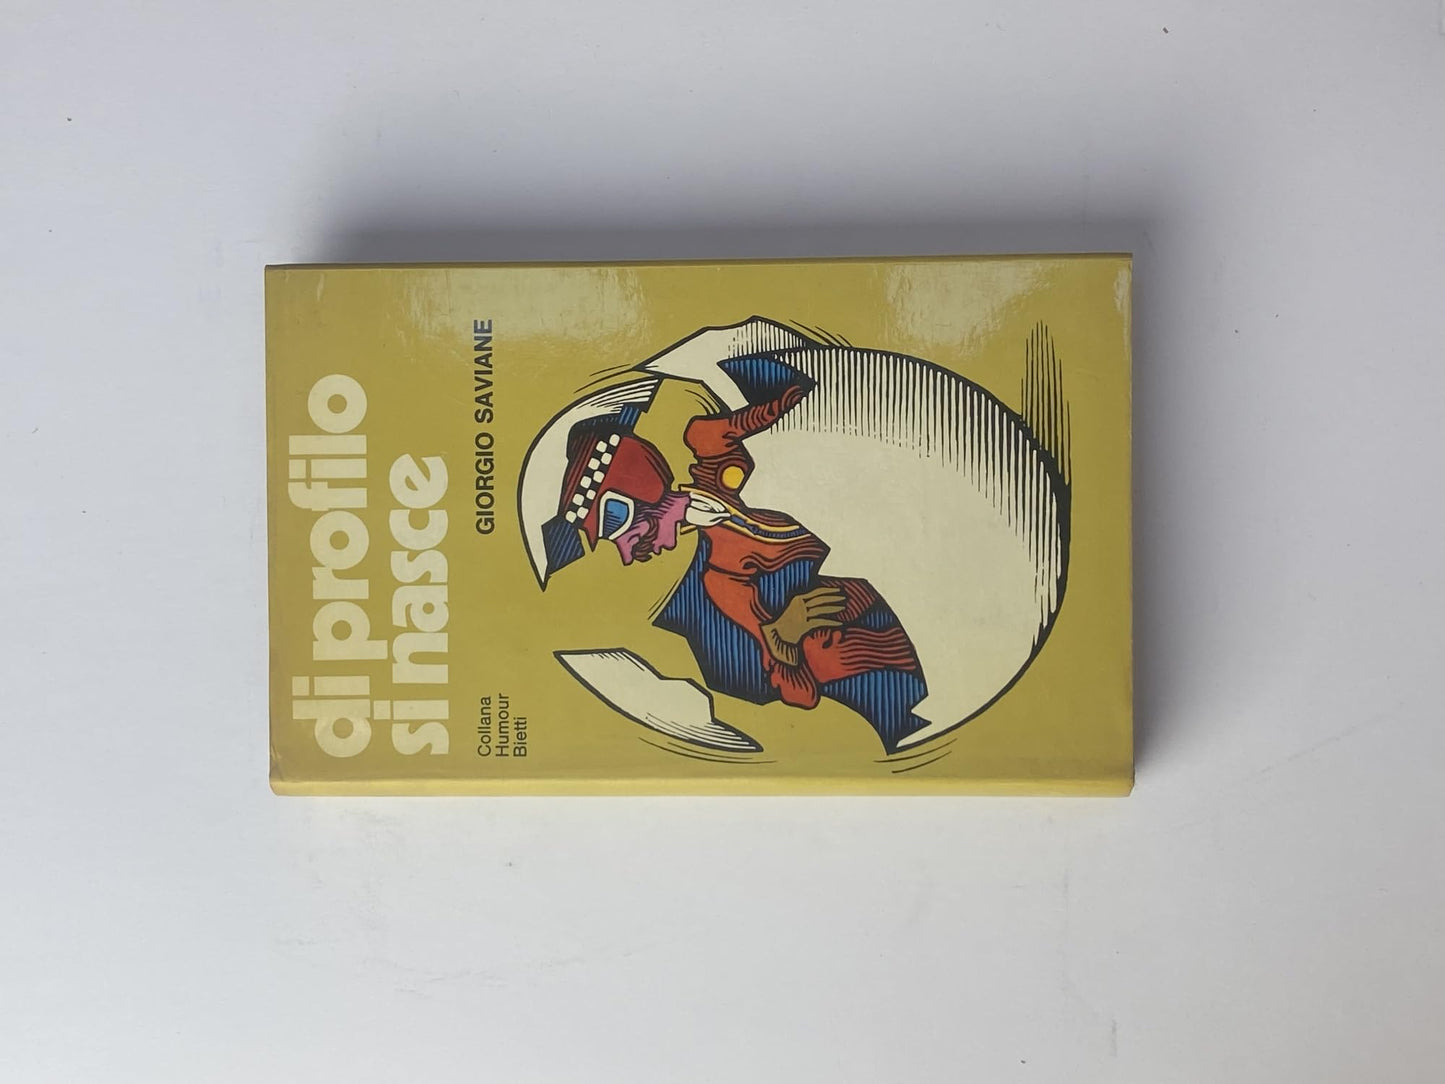 di profilo
si nasce
GIORGIO SAVIANE
Collana
Humour
Bietti